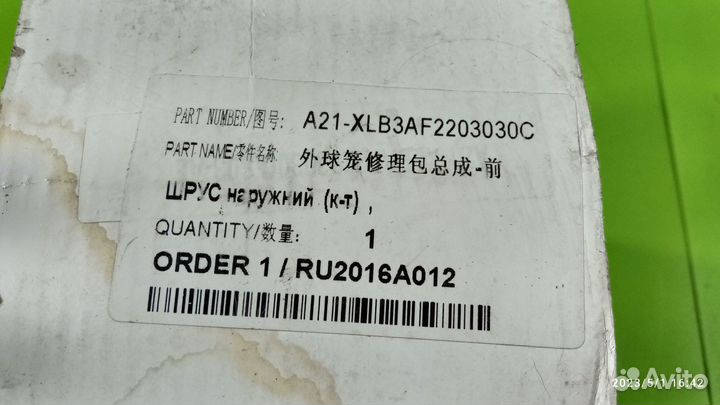 PART NUMBER/图号: A21-XLB3AF2203030C
PART NAME/零件名称: 外球笼修理包总成-前
ШРУС наружний (к-т) ,
QUANTITY/数量: 1
ORDER 1 / RU2016A012
Avito
2023/5/1 16:42